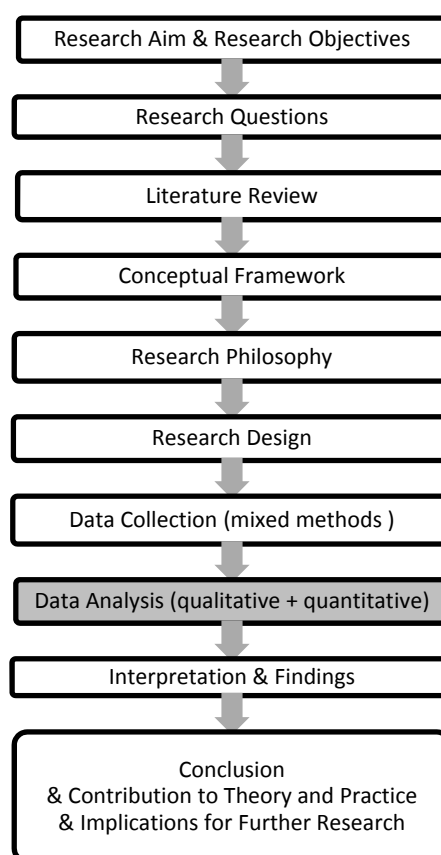 Research Aim & Research Objectives
Research Questions
Literature Review
Conceptual Framework
Research Philosophy
Research Design
Data Collection (mixed methods )
Data Analysis (qualitative + quantitative)
Interpretation & Findings
Conclusion
& Contribution to Theory and Practice
& Implications for Further Research